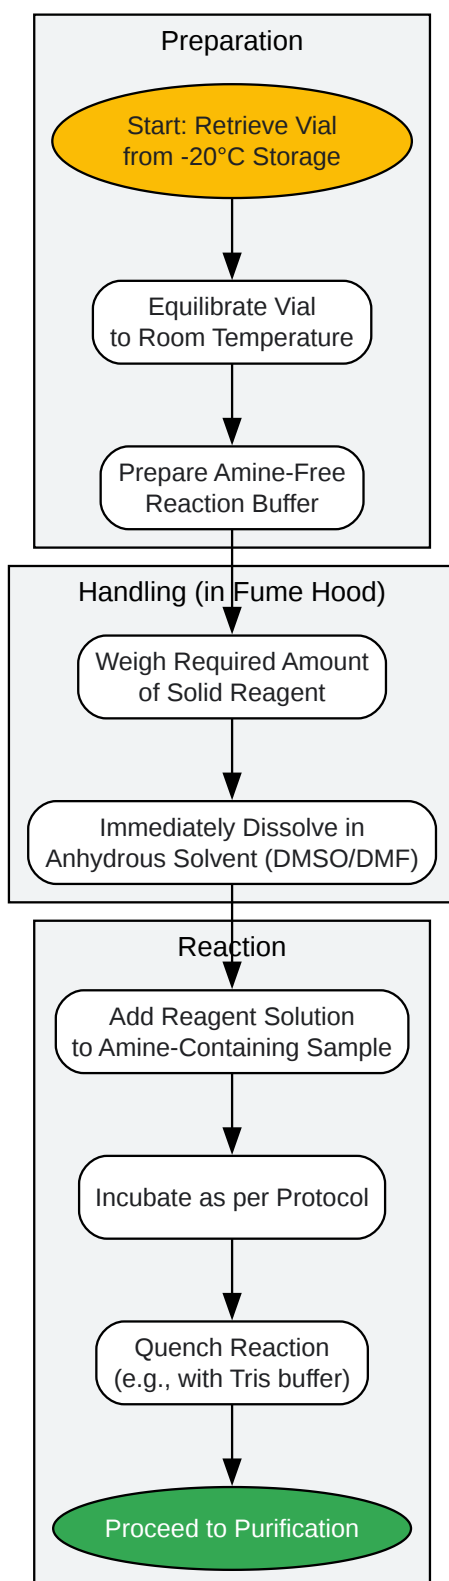 Preparation
Start: Retrieve Vial
from -20°C Storage
Equilibrate Vial
to Room Temperature
Prepare Amine-Free
Reaction Buffer
Handling (in Fume Hood)
Weigh Required Amount
of Solid Reagent
Immediately Dissolve in
Anhydrous Solvent (DMSO/DMF)
Reaction
Add Reagent Solution
to Amine-Containing Sample
Incubate as per Protocol
Quench Reaction
(e.g., with Tris buffer)
Proceed to Purification